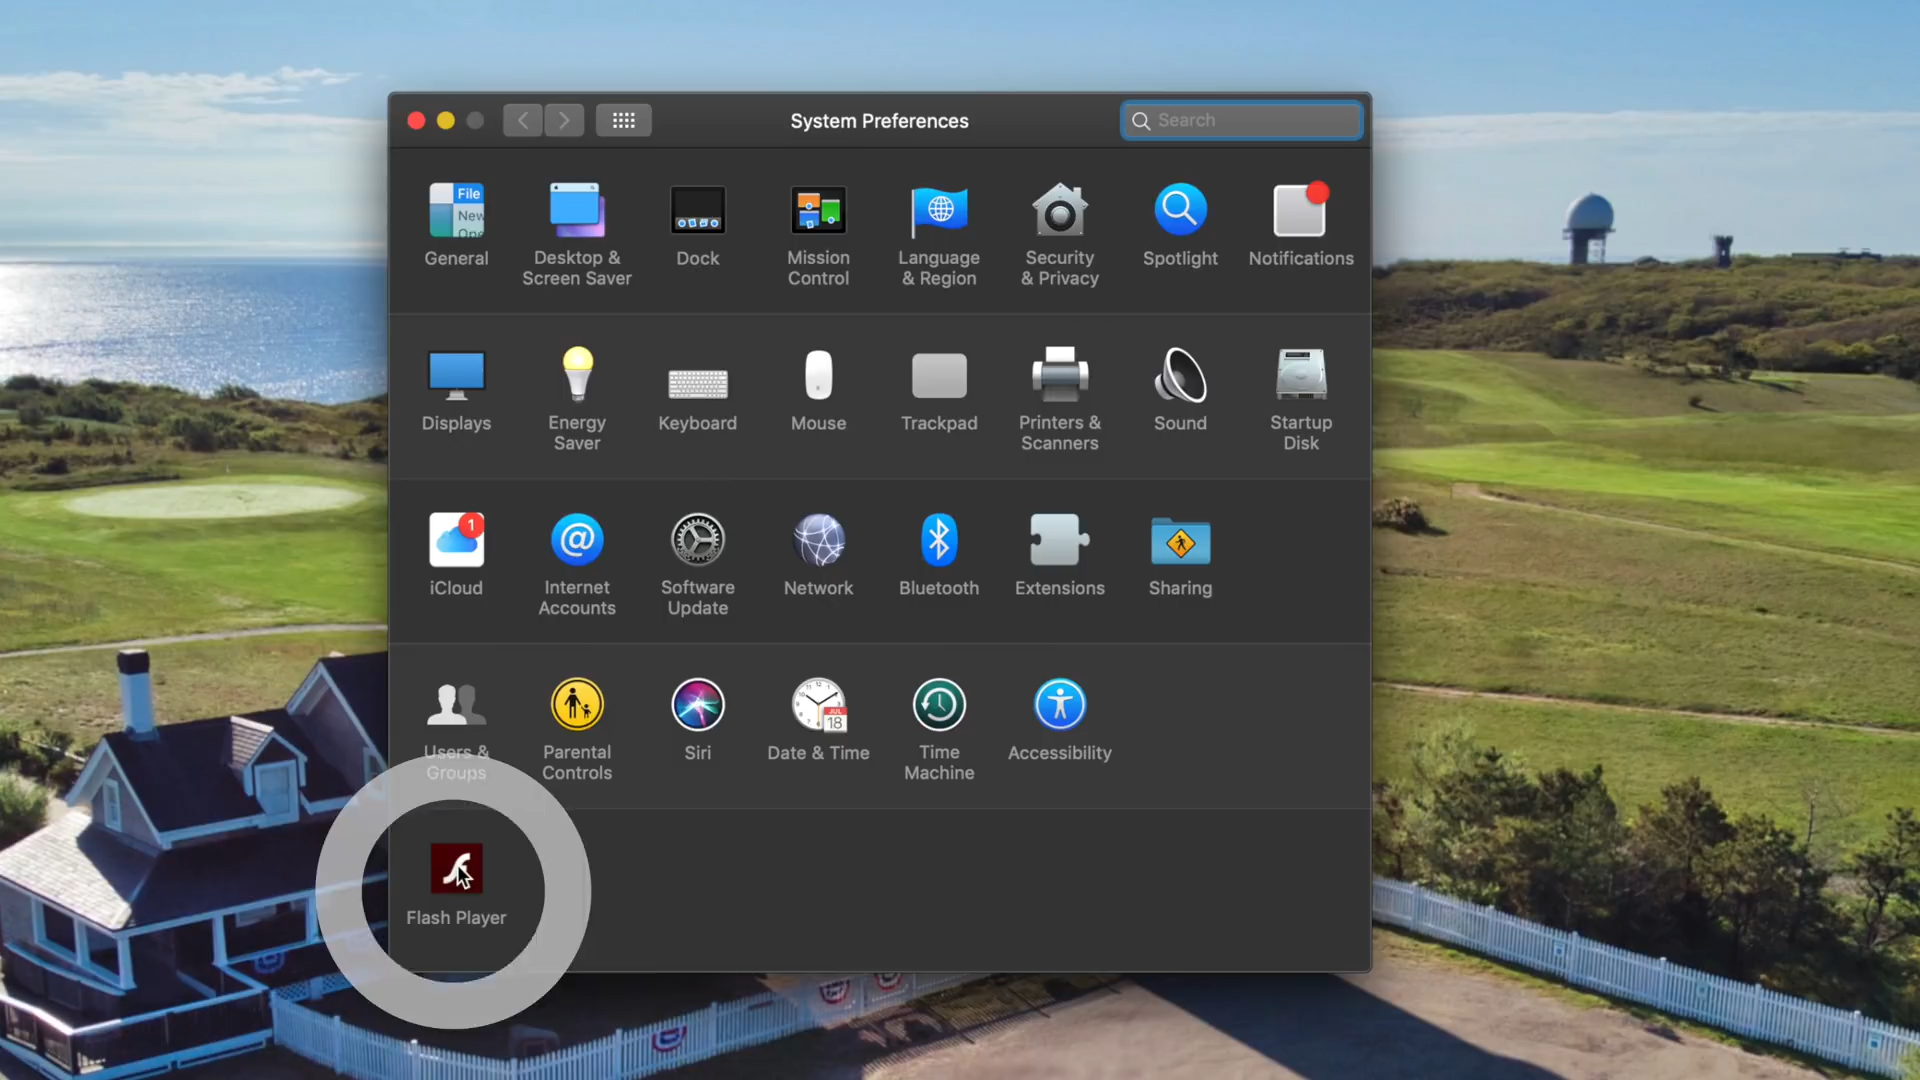 System Preferences
Search
File
New
Ope
General
Desktop &
Screen Saver
Dock
Mission
Control
Language
& Region
Security
& Privacy
Spotlight
Notifications
Displays
Energy
Saver
Keyboard
Mouse
Trackpad
Printers &
Scanners
Sound
Startup
Disk
1
iCloud
@
Internet
Accounts
Software
Update
Network
Bluetooth
Extensions
Sharing
Users &
Groups
Parental
Controls
Siri
JUL
18
Date & Time
Time
Machine
Accessibility
Flash Player